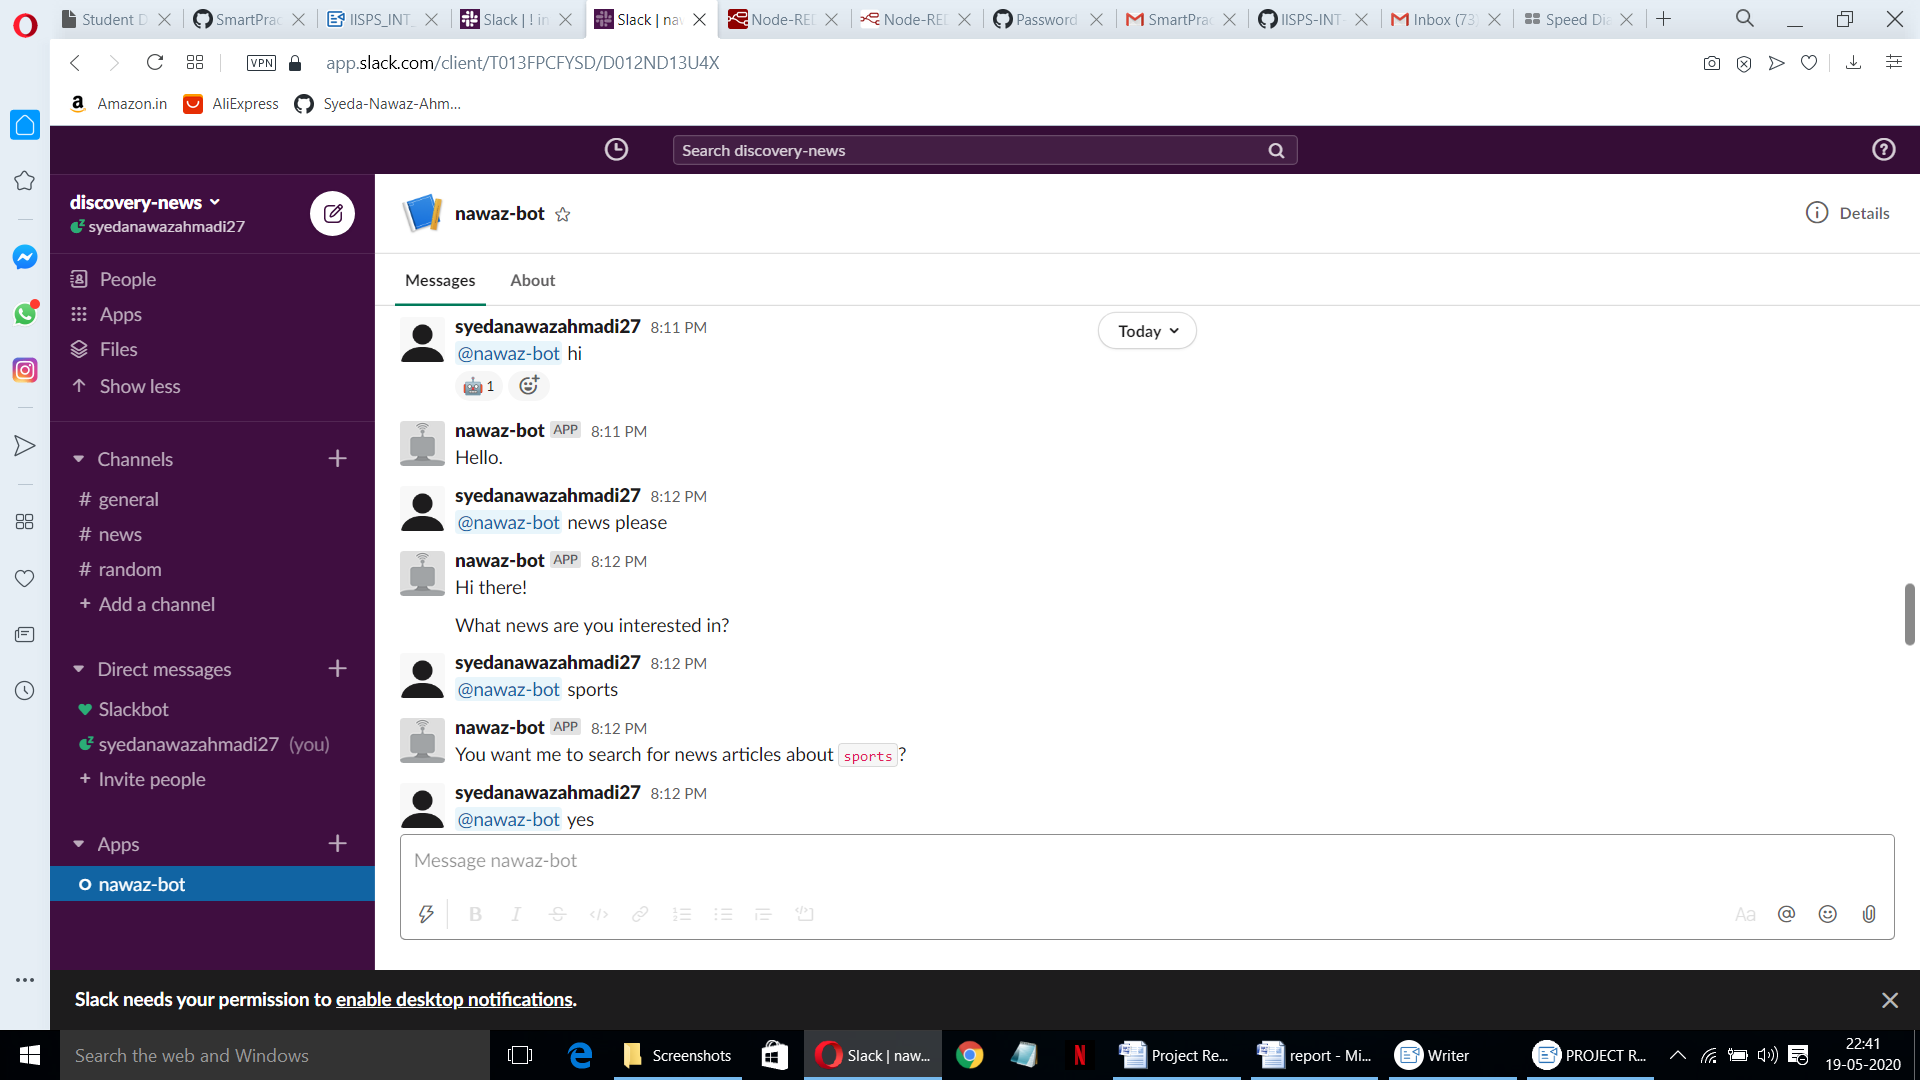 Student D
SmartPrac
IISPS_INT_
Slack | ! in
Slack | nav
Node-RED
Node-RED
Password
SmartPrac
IISPS-INT-
Inbox (73)
Speed Dia
VPN
app.slack.com/client/T013FPCFYSD/D012ND13U4X
Amazon.in
AliExpress
Syeda-Nawaz-Ahm...
Search discovery-news
discovery-news
syedanawazahmadi27
People
Apps
Files
Show less
Channels
# general
# news
# random
+ Add a channel
Direct messages
Slackbot
syedanawazahmadi27 (you)
+ Invite people
Apps
nawaz-bot
nawaz-bot
Details
Messages
About
Today
syedanawazahmadi27 8:11 PM
@nawaz-bot hi
1
nawaz-bot APP 8:11 PM
Hello.
syedanawazahmadi27 8:12 PM
@nawaz-bot news please
nawaz-bot APP 8:12 PM
Hi there!
What news are you interested in?
syedanawazahmadi27 8:12 PM
@nawaz-bot sports
nawaz-bot APP 8:12 PM
You want me to search for news articles about sports?
syedanawazahmadi27 8:12 PM
@nawaz-bot yes
Message nawaz-bot
B I S
Aa @
Slack needs your permission to enable desktop notifications.
Search the web and Windows
Screenshots
Slack | naw...
Project Re...
report - Mi...
Writer
PROJECT R...
22:41
19-05-2020